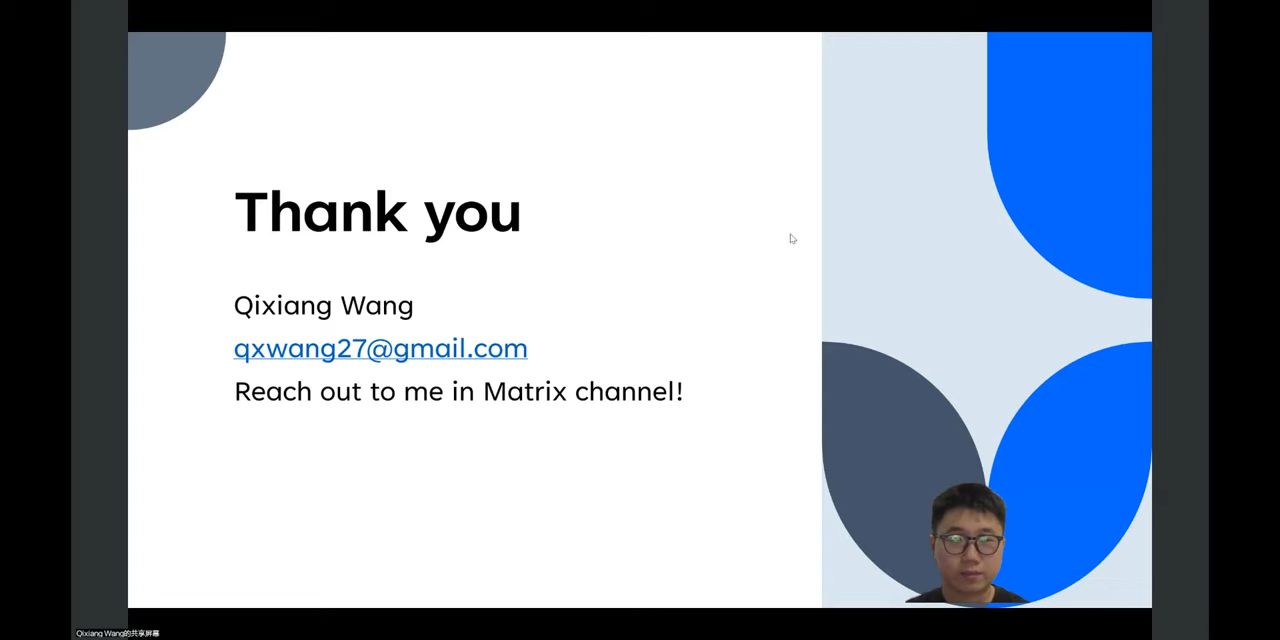 Thank you
Qixiang Wang
qxwang27@gmail.com
Reach out to me in Matrix channel!
Qixiang Wang的共享屏幕